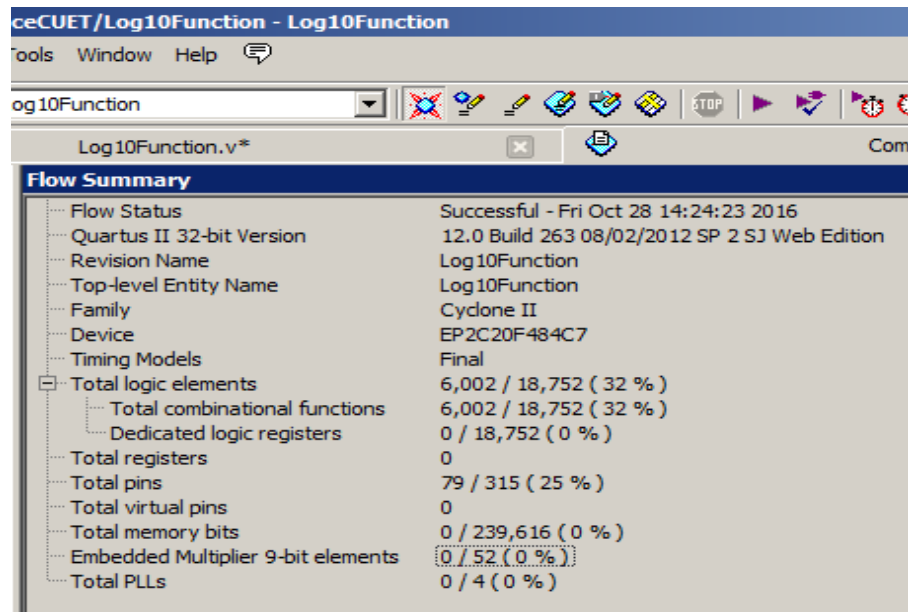 ceCUET/Log10Function - Log10Function
Tools Window Help
og10Function STOP
Log10Function.v* Com
Flow Summary
Flow Status Successful - Fri Oct 28 14:24:23 2016
Quartus II 32-bit Version 12.0 Build 263 08/02/2012 SP 2 SJ Web Edition
Revision Name Log10Function
Top-level Entity Name Log10Function
Family Cyclone II
Device EP2C20F484C7
Timing Models Final
Total logic elements 6,002 / 18,752 ( 32 % )
Total combinational functions 6,002 / 18,752 ( 32 % )
Dedicated logic registers 0 / 18,752 ( 0 % )
Total registers 0
Total pins 79 / 315 ( 25 % )
Total virtual pins 0
Total memory bits 0 / 239,616 ( 0 % )
Embedded Multiplier 9-bit elements 0 / 52 ( 0 % )
Total PLLs 0 / 4 ( 0 % )